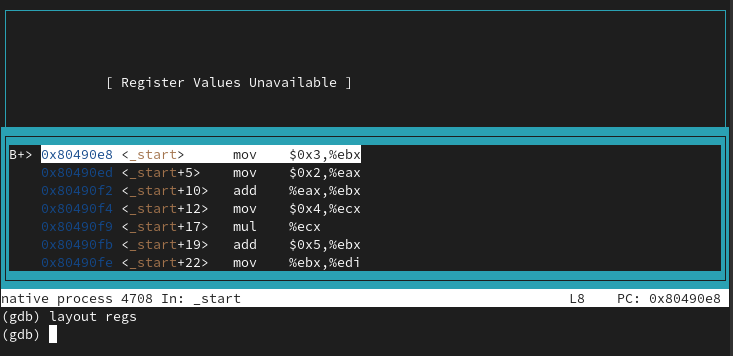 [ Register Values Unavailable ]
B+> 0x80490e8 <_start> mov $0x3,%ebx
0x80490ed <_start+5> mov $0x2,%eax
0x80490f2 <_start+10> add %eax,%ebx
0x80490f4 <_start+12> mov $0x4,%ecx
0x80490f9 <_start+17> mul %ecx
0x80490fb <_start+19> add $0x5,%ebx
0x80490fe <_start+22> mov %ebx,%edi
native process 4708 In: _start L8 PC: 0x80490e8
(gdb) layout regs
(gdb)